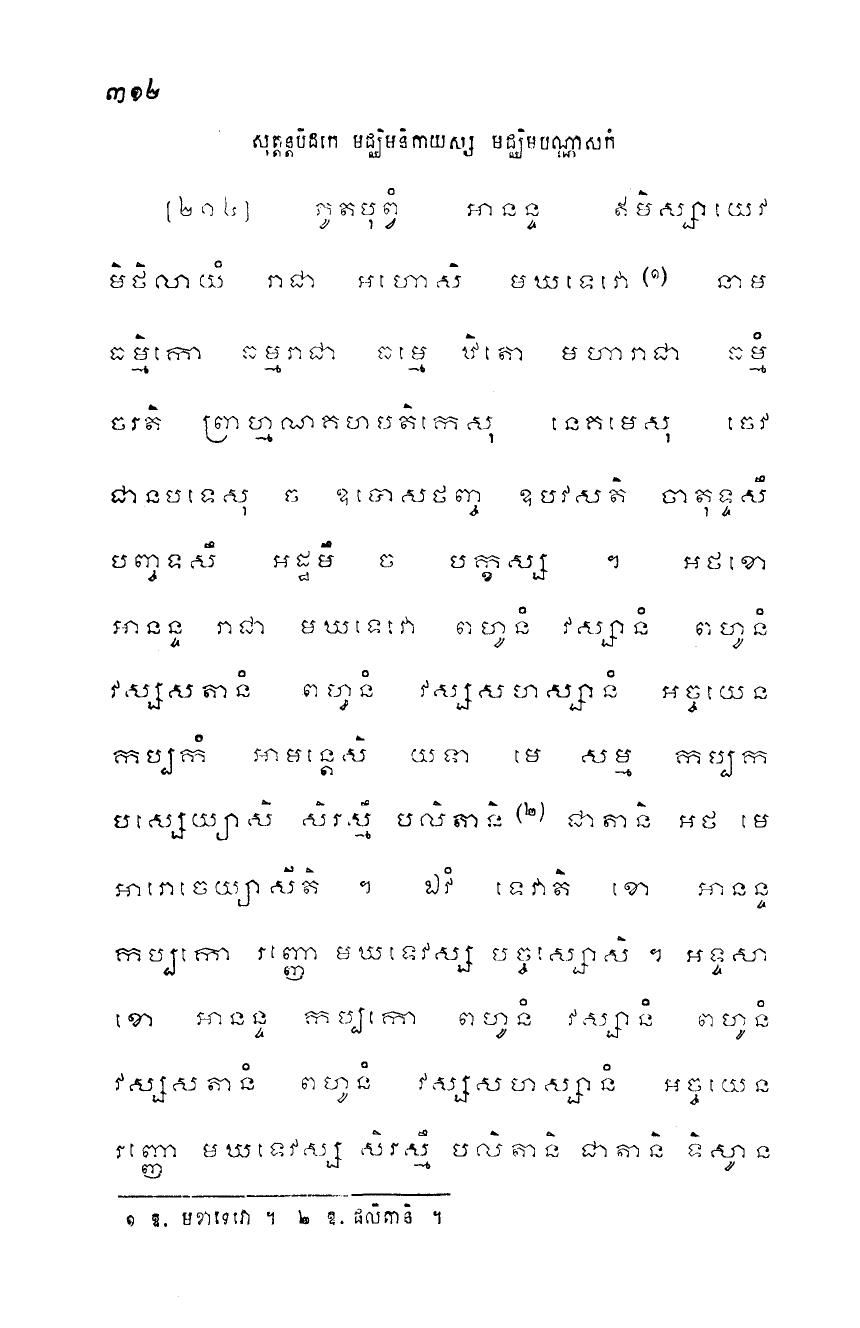 ៣១២
សុត្តន្តបិដកេ មជ្ឈិមនិកាយស្ស មជ្ឈិមបណ្ណាសកំ
[២១៤] ភូតបុព្វំ អានន្ទ ឥមិស្សាយេវ
មិថិលាយំ រាជា អហោសិ មឃទេវោ (១) នាម
ធម្មិកោ ធម្មរាជា ធម្មេ ឋិតោ មហារាជា ធម្មំ
ចរតិ ព្រាហ្មណគហបតិកេសុ នេគមេសុ ចេវ
ជានបទេសុ ច ឧបោសថញ្ច ឧបវសតិ ចាតុទ្ទសឹ
បញ្ចទសឹ អដ្ឋមឹ ច បក្ខស្ស ។ អថខោ
អានន្ទ រាជា មឃទេវោ ពហូនំ វស្សានំ ពហូនំ
វស្សសតានំ ពហូនំ វស្សសហស្សានំ អច្ចយេន
កប្បកំ អាមន្តេសិ យទា មេ សម្ម កប្បក
បស្សេយ្យាសិ សិរស្មឹ បលិតានិ (២) ជាតានិ អថ មេ
អារោចេយ្យាសីតិ ។ ឯវំ ទេវាតិ ខោ អានន្ទ
កប្បកោ រញ្ញោ មឃទេវស្ស បច្ចស្សោសិ ។ អទ្ទសា
ខោ អានន្ទ កប្បកោ ពហូនំ វស្សានំ ពហូនំ
វស្សសតានំ ពហូនំ វស្សសហស្សានំ អច្ចយេន
រញ្ញោ មឃទេវស្ស សិរស្មឹ បលិតានិ ជាតានិ ទិស្វាន
១ ឱ. មខាទេវោ ។ ២ ឱ. ផលិតានិ ។